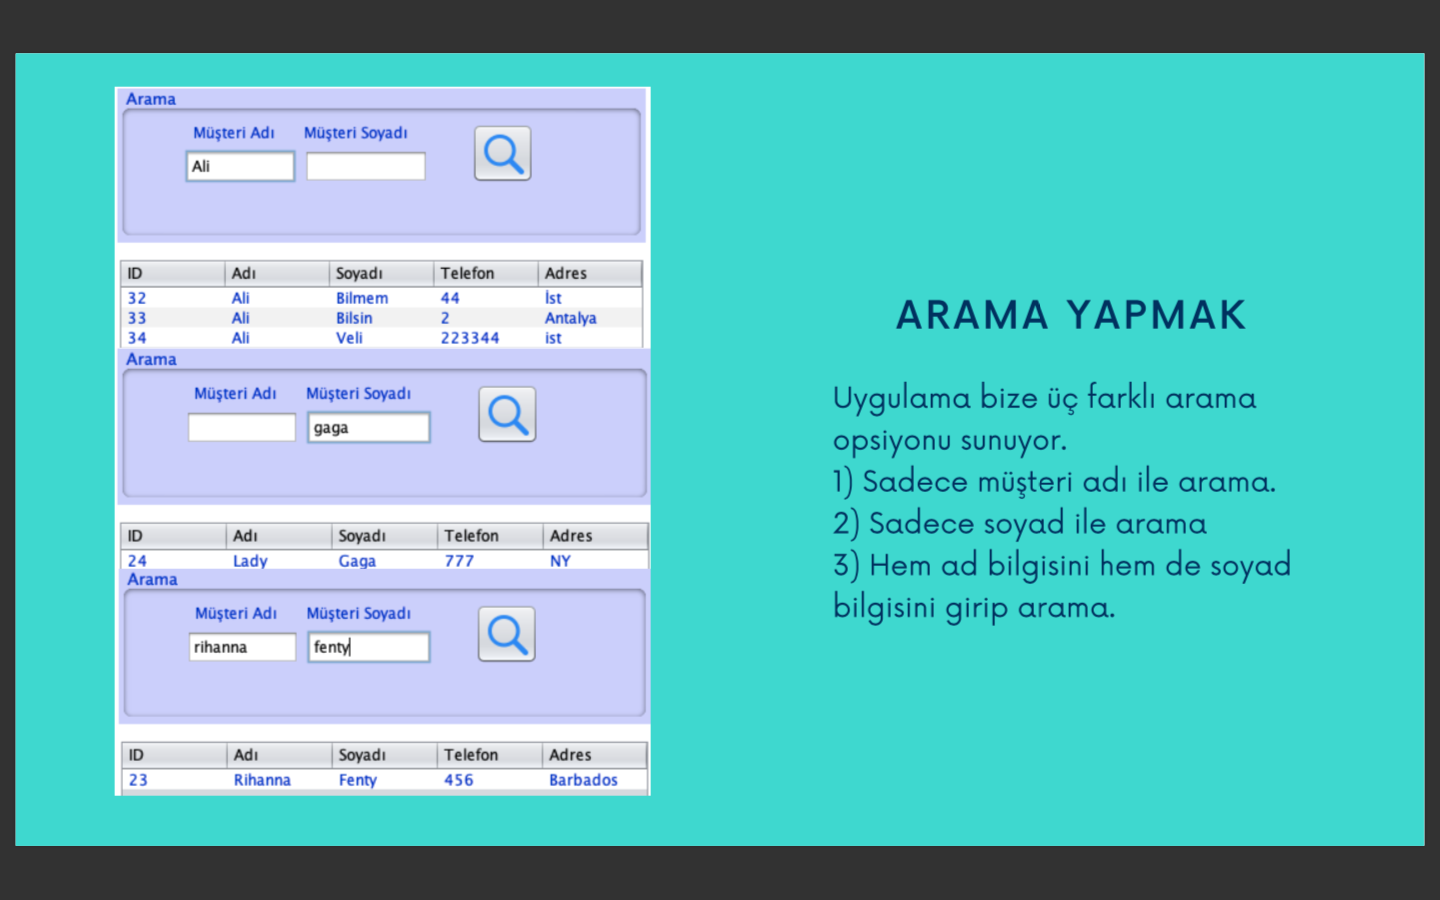 Arama
Müşteri Adı Müşteri Soyadı
Ali
ID Adı Soyadı Telefon Adres
32 Ali Bilmem 44 İst
33 Ali Bilsin 2 Antalya
34 Ali Veli 223344 ist
Arama
Müşteri Adı Müşteri Soyadı
gaga
ID Adı Soyadı Telefon Adres
24 Lady Gaga 777 NY
Arama
Müşteri Adı Müşteri Soyadı
rihanna fenty
ID Adı Soyadı Telefon Adres
23 Rihanna Fenty 456 Barbados
ARAMA YAPMAK
Uygulama bize üç farklı arama
opsiyonu sunuyor.
1) Sadece müşteri adı ile arama.
2) Sadece soyad ile arama
3) Hem ad bilgisini hem de soyad
bilgisini girip arama.